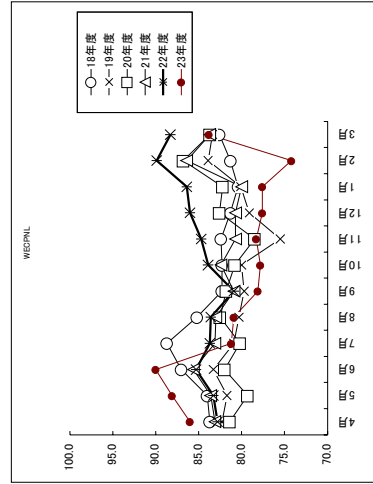 WECPNL
18年度
19年度
20年度
21年度
22年度
23年度
100.0
95.0
90.0
85.0
80.0
75.0
70.0
4月
5月
6月
7月
8月
9月
10月
11月
12月
1月
2月
3月